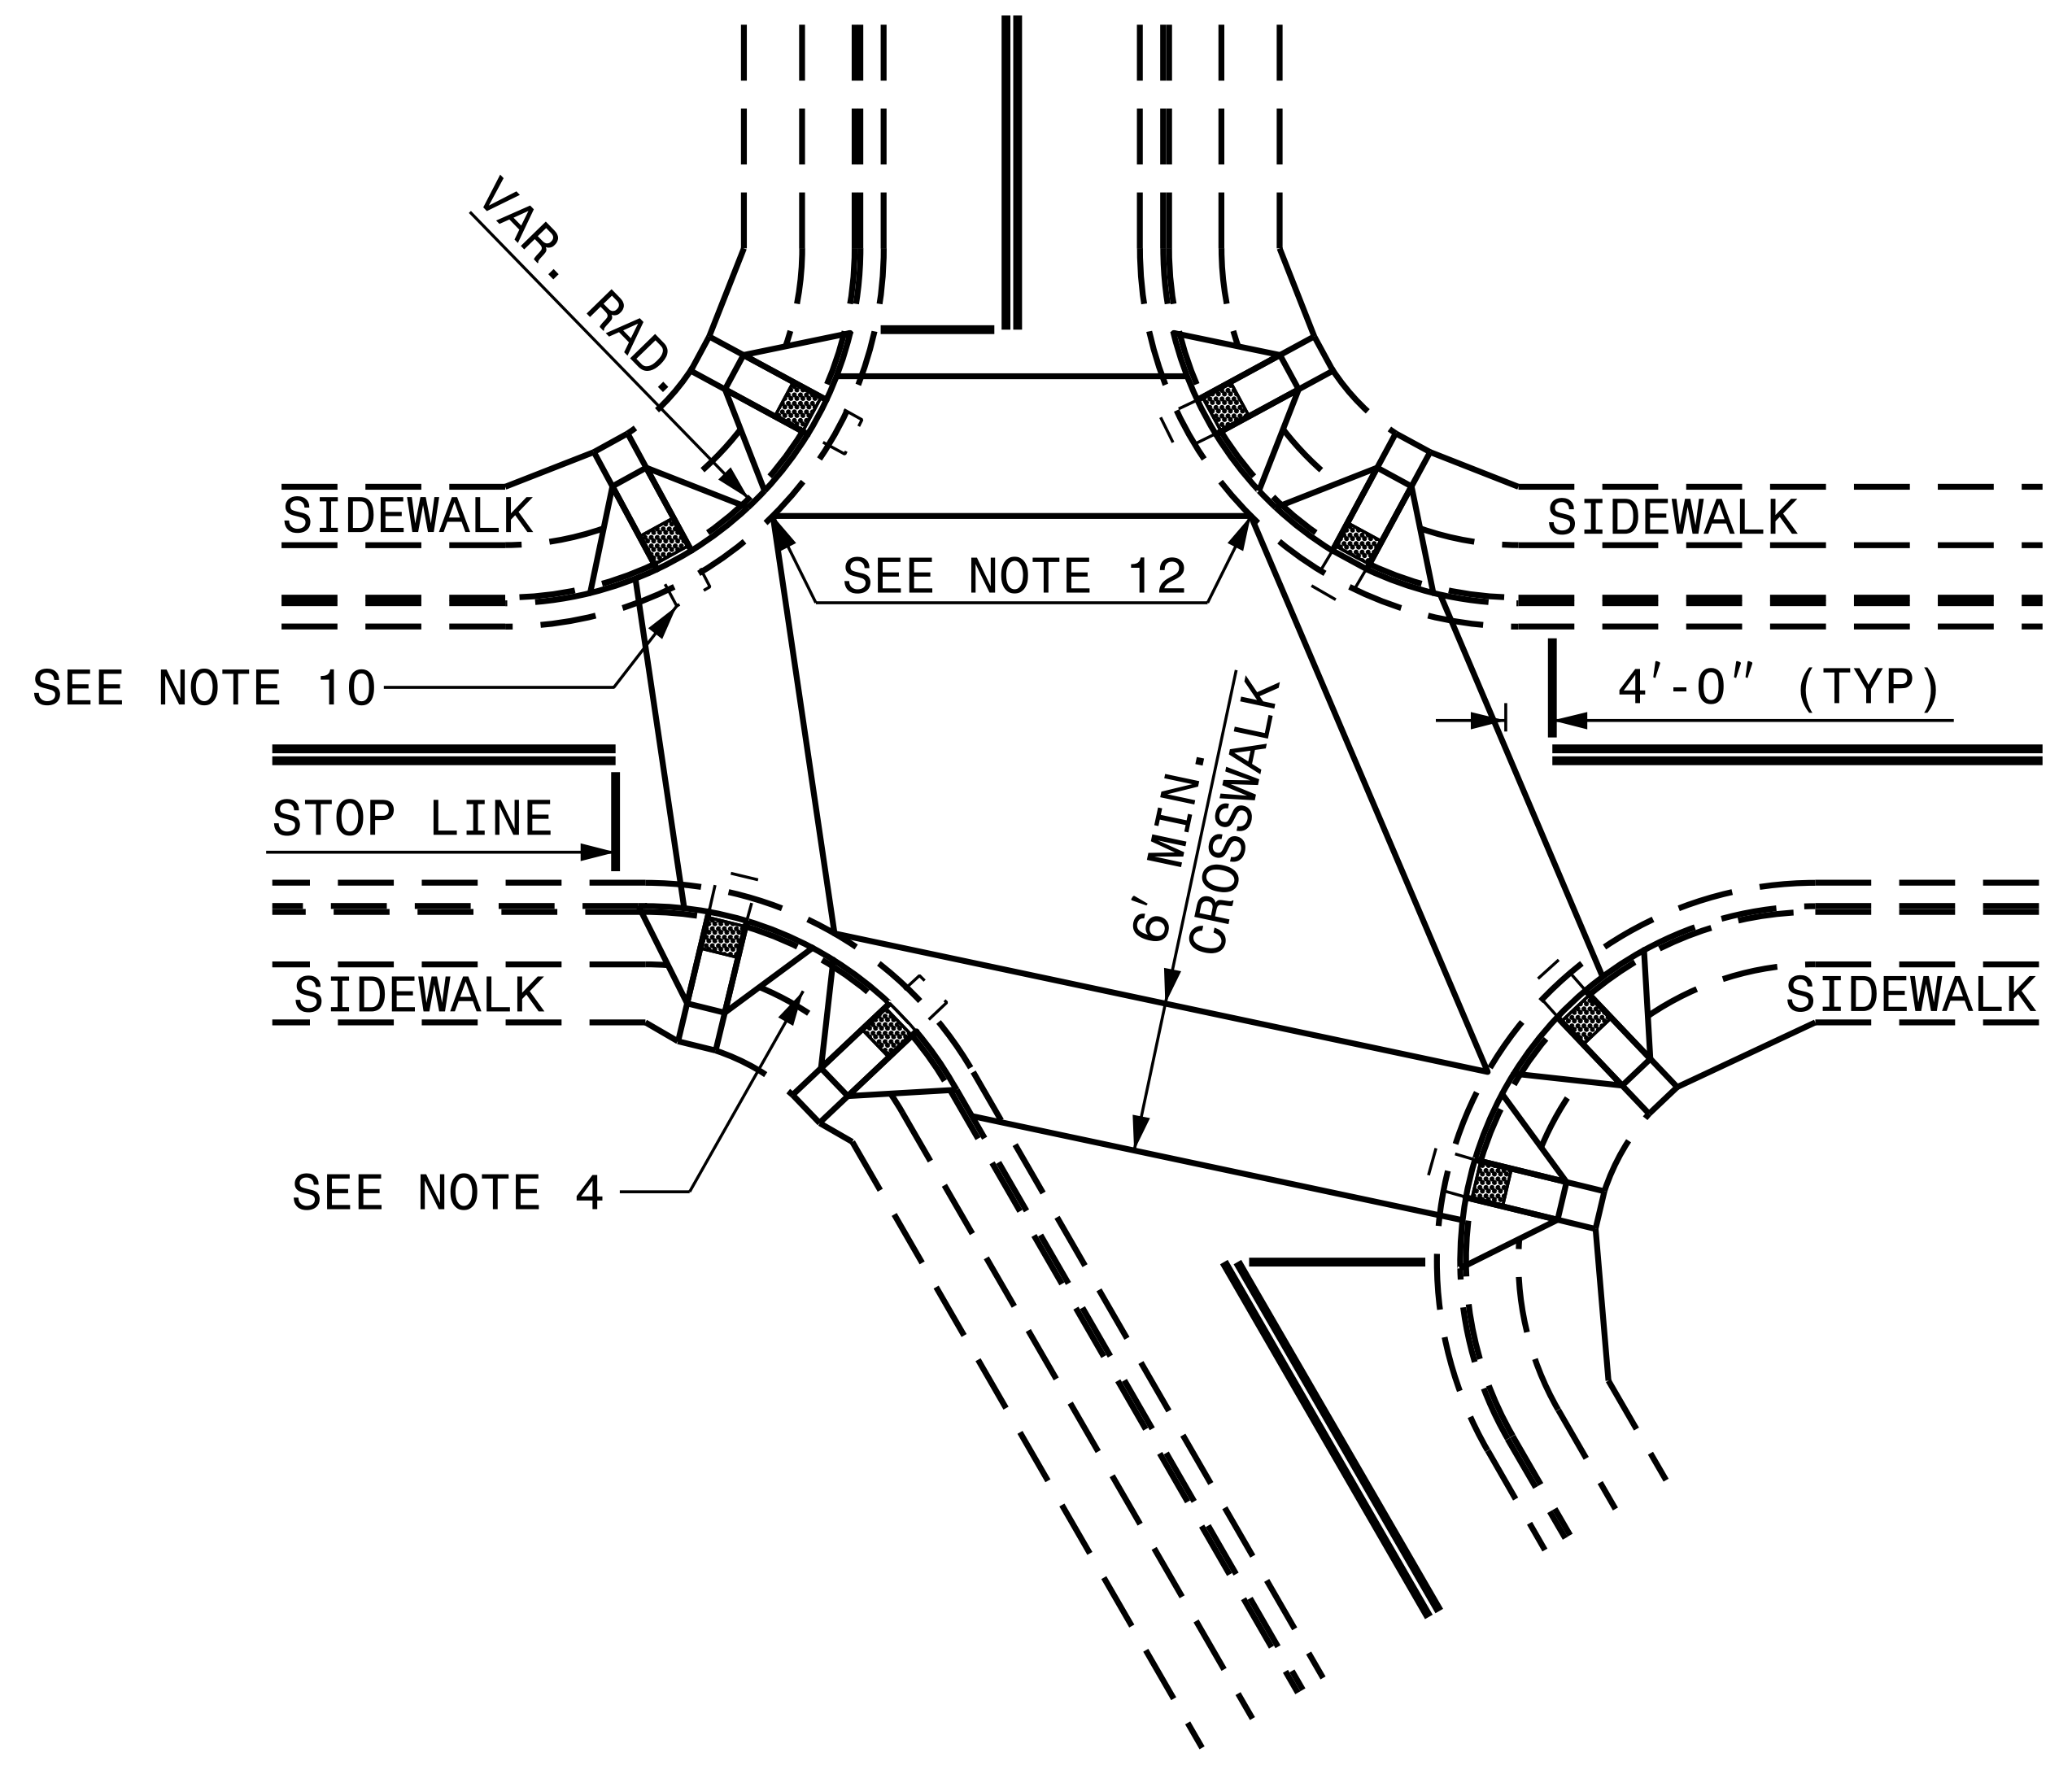 VAR. RAD.
SIDEWALK
SIDEWALK
SEE NOTE 12
SEE NOTE 10
4'-0" (TYP)
6' MIN.
CROSSWALK
STOP LINE
SIDEWALK
SIDEWALK
SEE NOTE 4